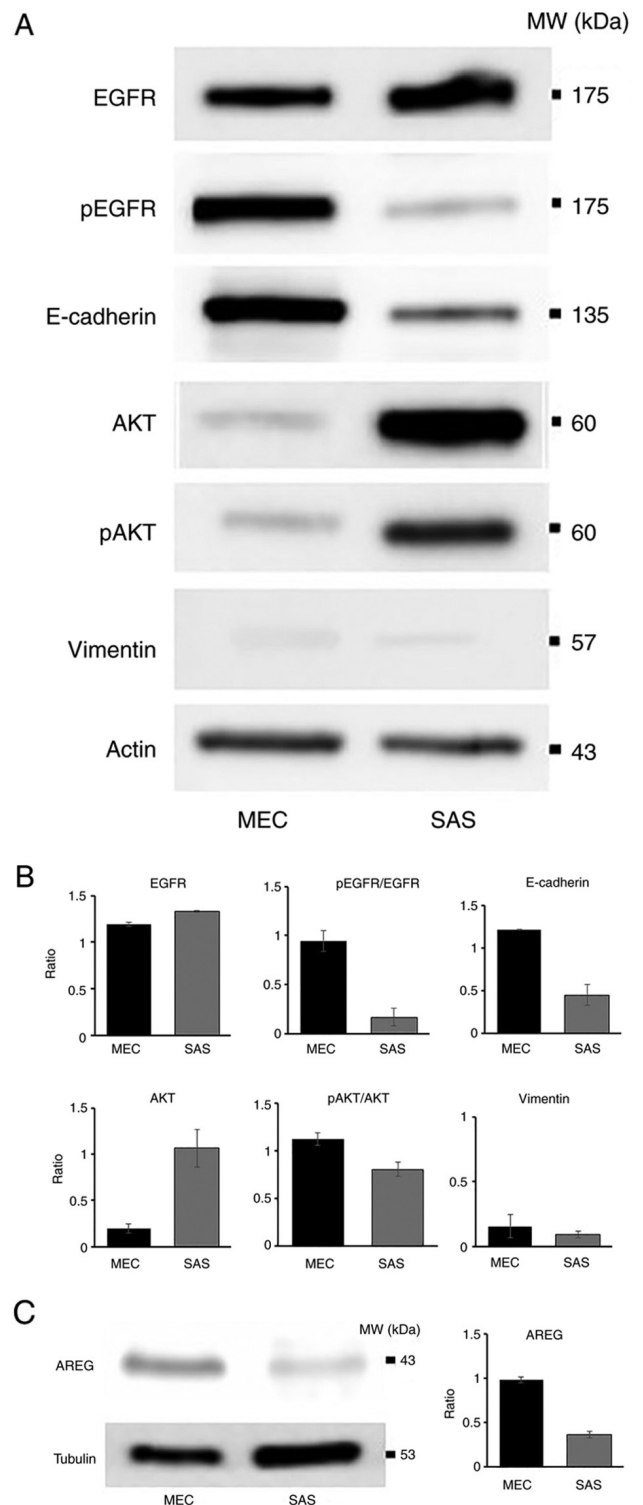 A
MW (kDa)
EGFR
175
pEGFR
175
E-cadherin
135
AKT
60
pAKT
60
Vimentin
57
Actin
43
MEC SAS
B
EGFR
1.5
1
0.5
0
Ratio
MEC SAS
pEGFR/EGFR
1.5
1
0.5
0
MEC SAS
E-cadherin
1.5
1
0.5
0
MEC SAS
AKT
1.5
1
0.5
0
Ratio
MEC SAS
pAKT/AKT
1.5
1
0.5
0
MEC SAS
Vimentin
1
0.5
0
MEC SAS
C
MW (kDa)
AREG
43
Tubulin
53
MEC SAS
AREG
1.5
1
0.5
0
Ratio
MEC SAS